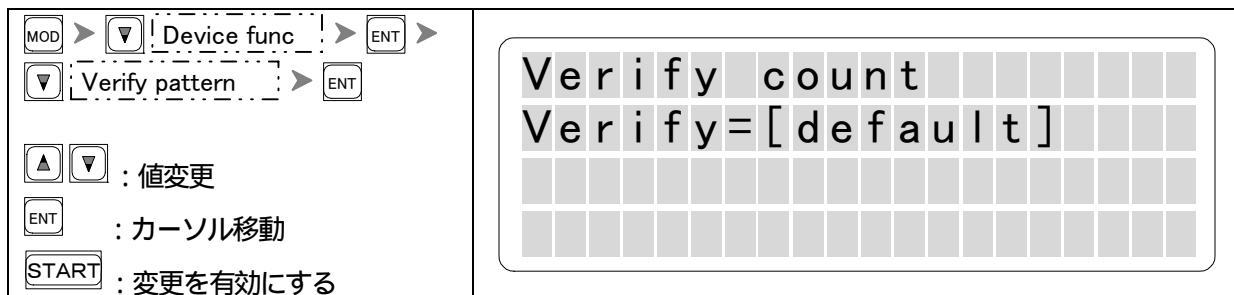 MOD ➤ ▼ Device func ➤ ENT ➤
▼ Verify pattern ➤ ENT
▲ ▼ : 値変更
ENT : カーソル移動
START : 変更を有効にする
Verify count
Verify=[default]